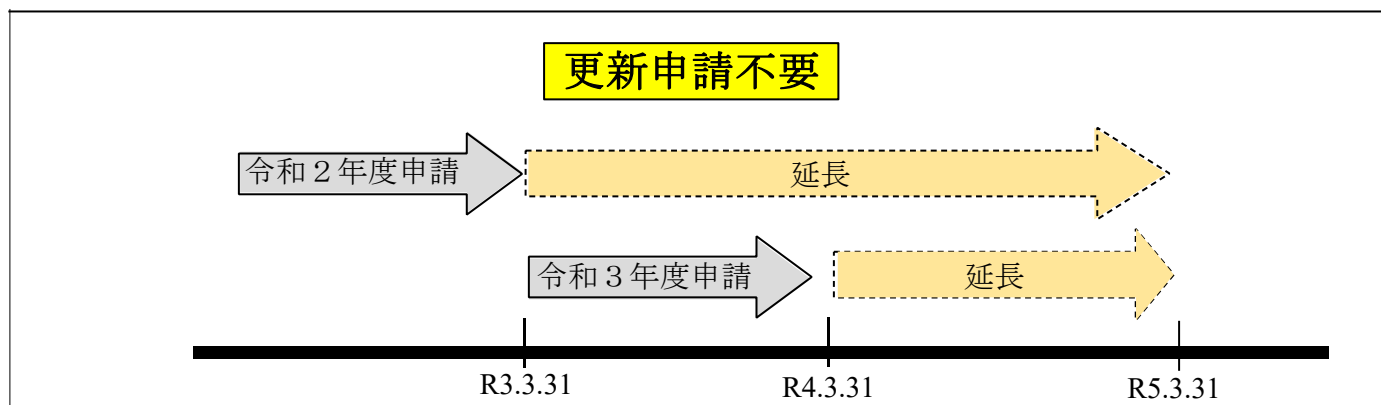 更新申請不要
令和２年度申請
延長
令和３年度申請
延長
R3.3.31
R4.3.31
R5.3.31